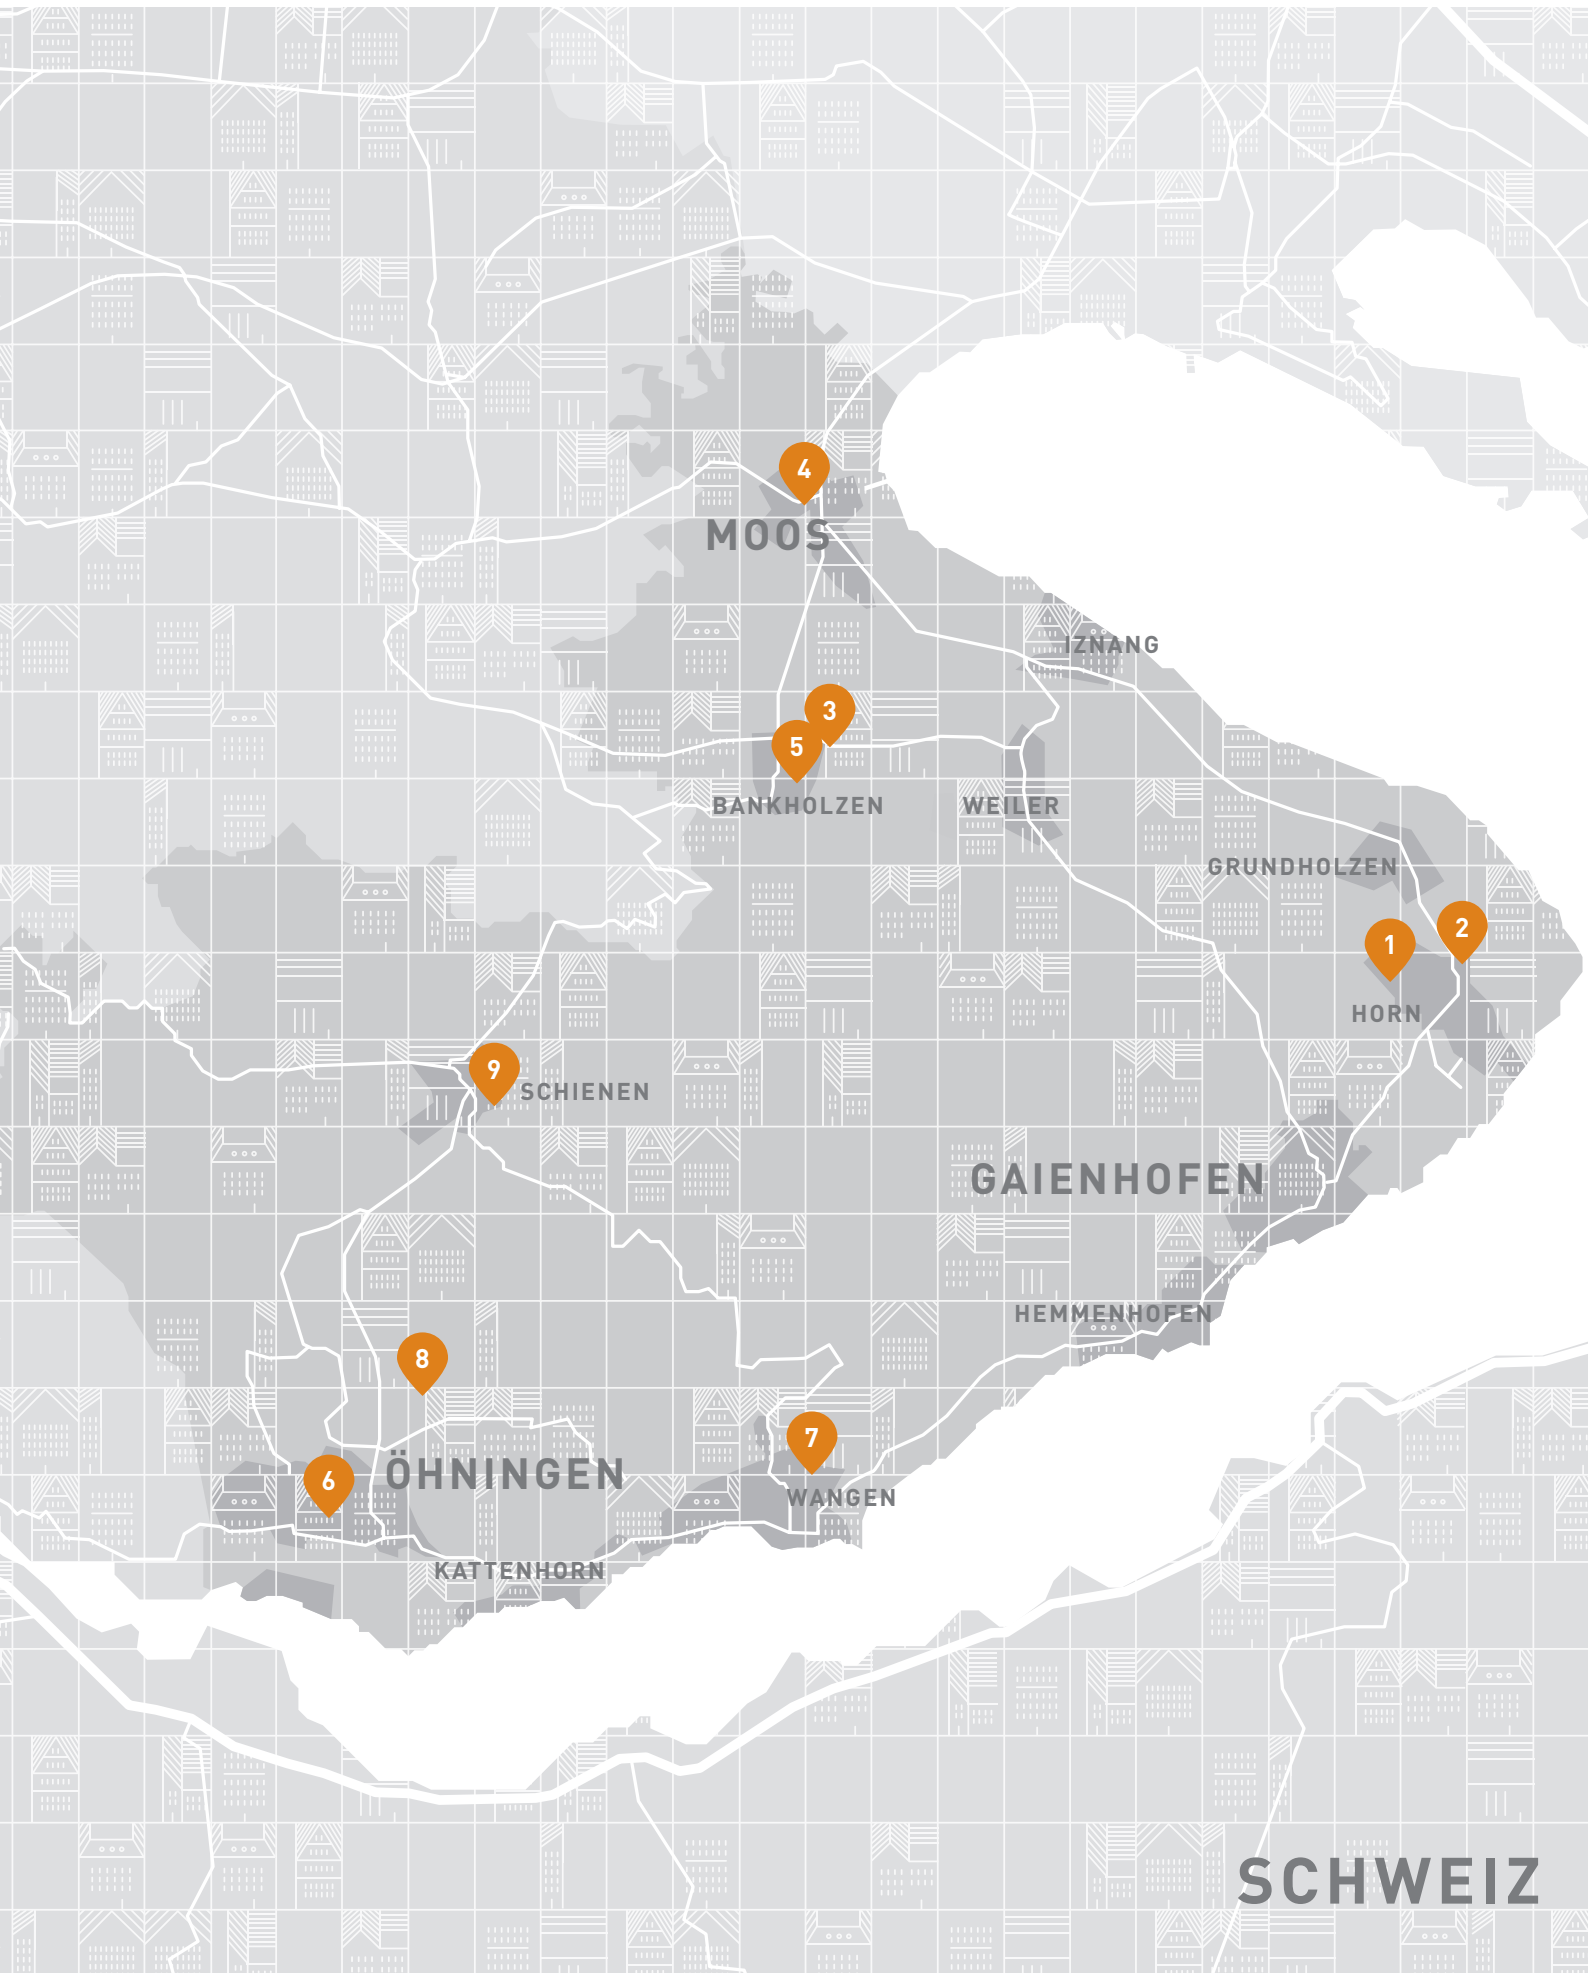 4
MOOS
IZNANG
3
5
BANKHOLZEN
WEILER
GRUNDHOLZEN
2
1
HORN
9
SCHIENEN
GAIENHOFEN
HEMMENHOFEN
8
7
ÖHNINGEN
6
WANGEN
KATTENHORN
SCHWEIZ